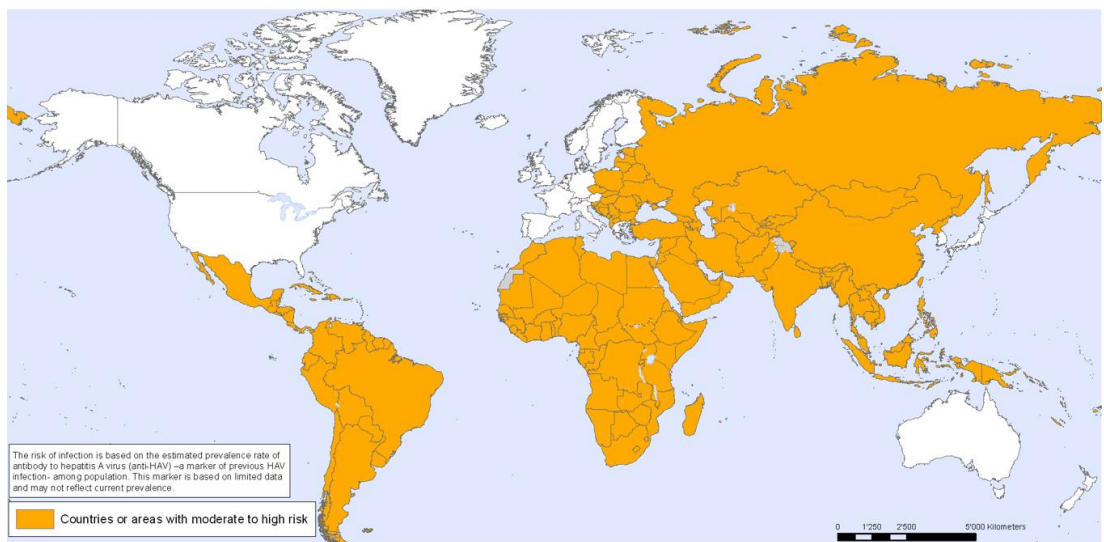 The risk of infection is based on the estimated prevalence rate of
antibody to hepatitis A virus (anti-HAV) –a marker of previous HAV
infection- among population. This marker is based on limited data
and may not reflect current prevalence.
Countries or areas with moderate to high risk
0 1'250 2'500 5'000 Kilometers